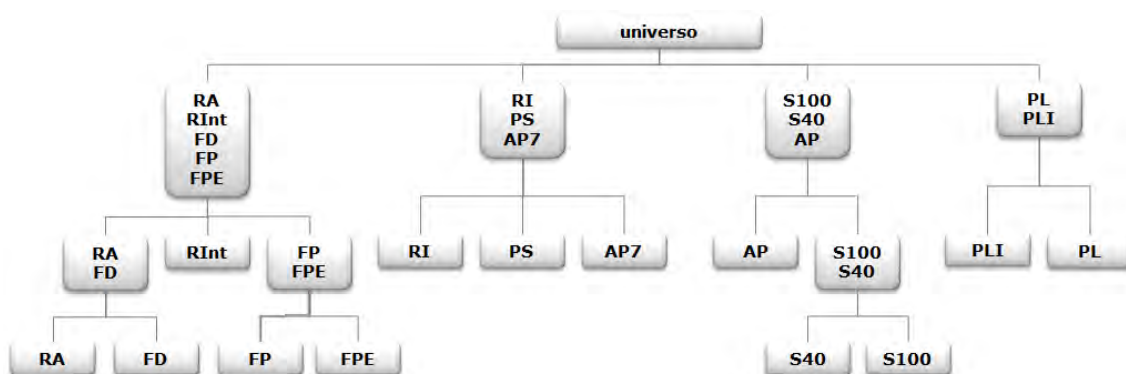 universo
RA
RInt
FD
FP
FPE
RI
PS
AP7
S100
S40
AP
PL
PLI
RA
FD
RInt
FP
FPE
RI
PS
AP7
AP
S100
S40
PLI
PL
RA
FD
FP
FPE
S40
S100